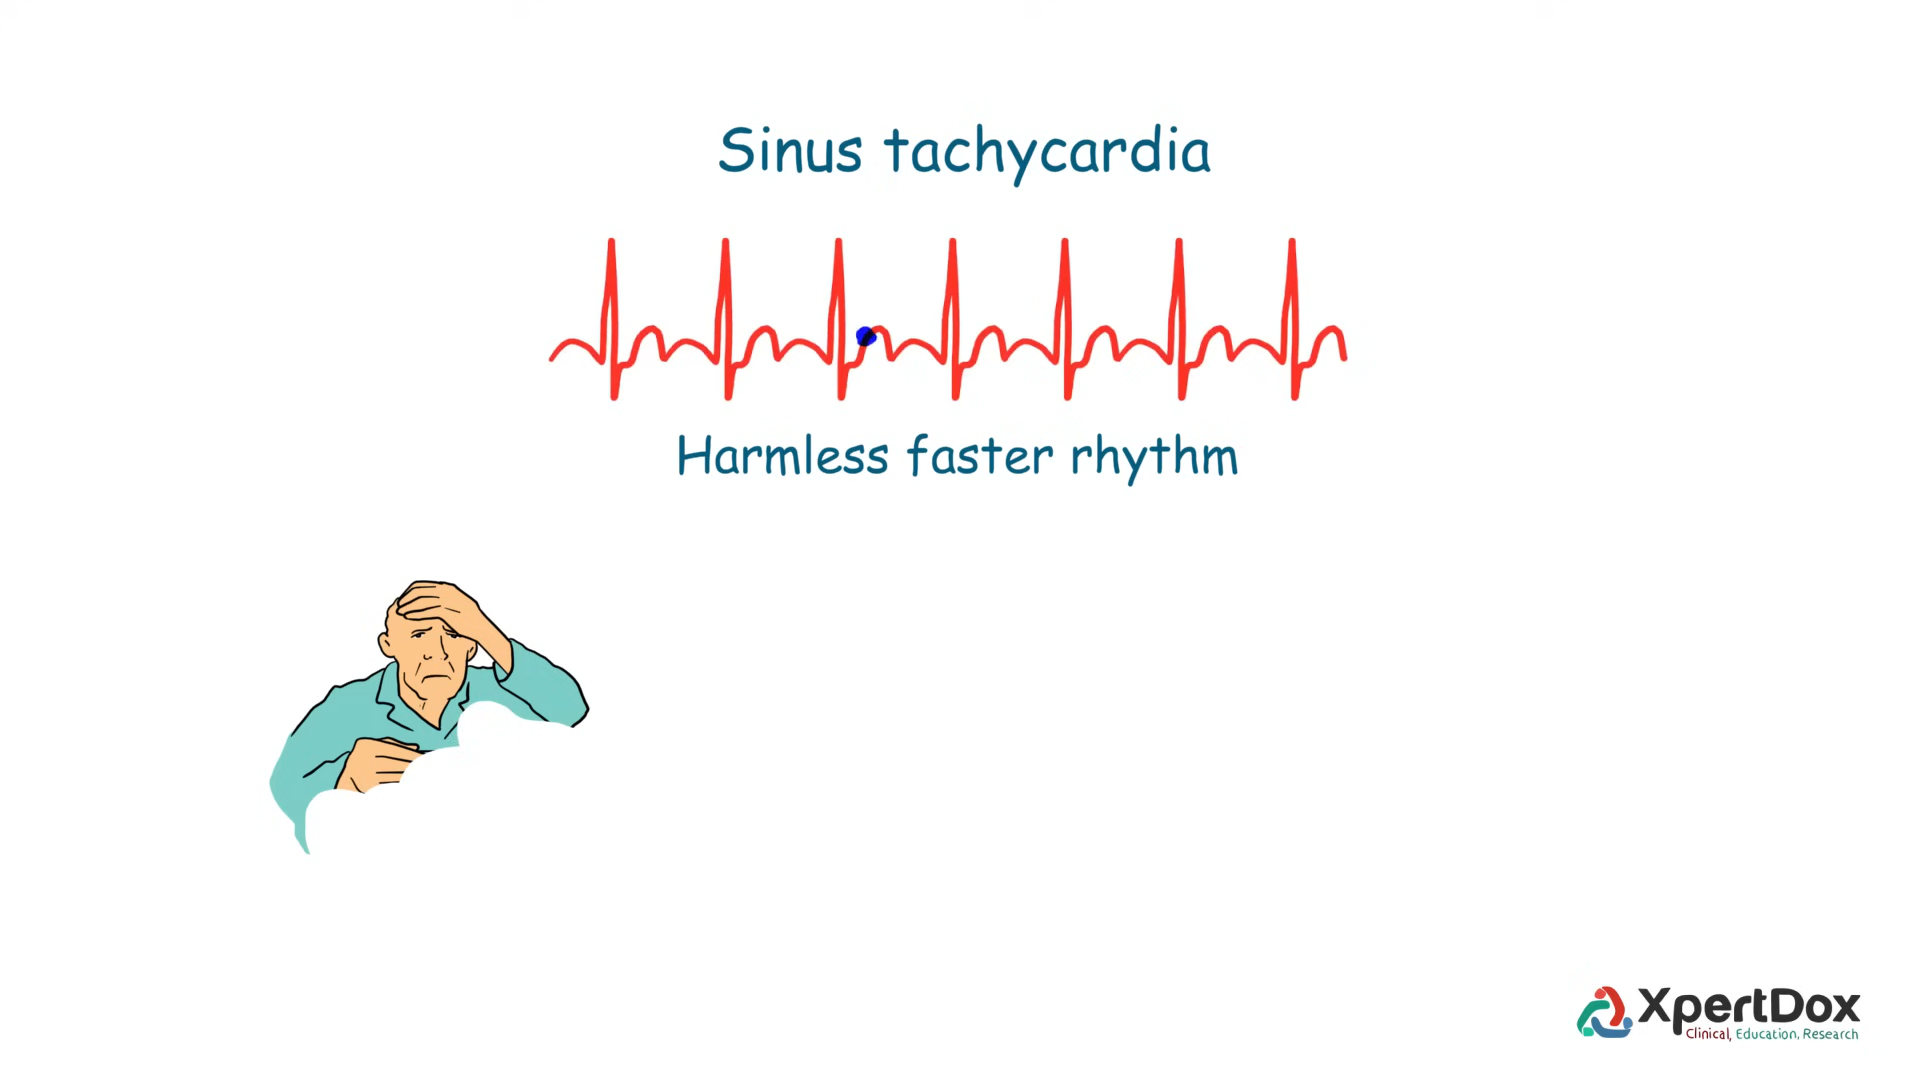 Sinus tachycardia
Harmless faster rhythm
XpertDox
Clinical, Education, Research